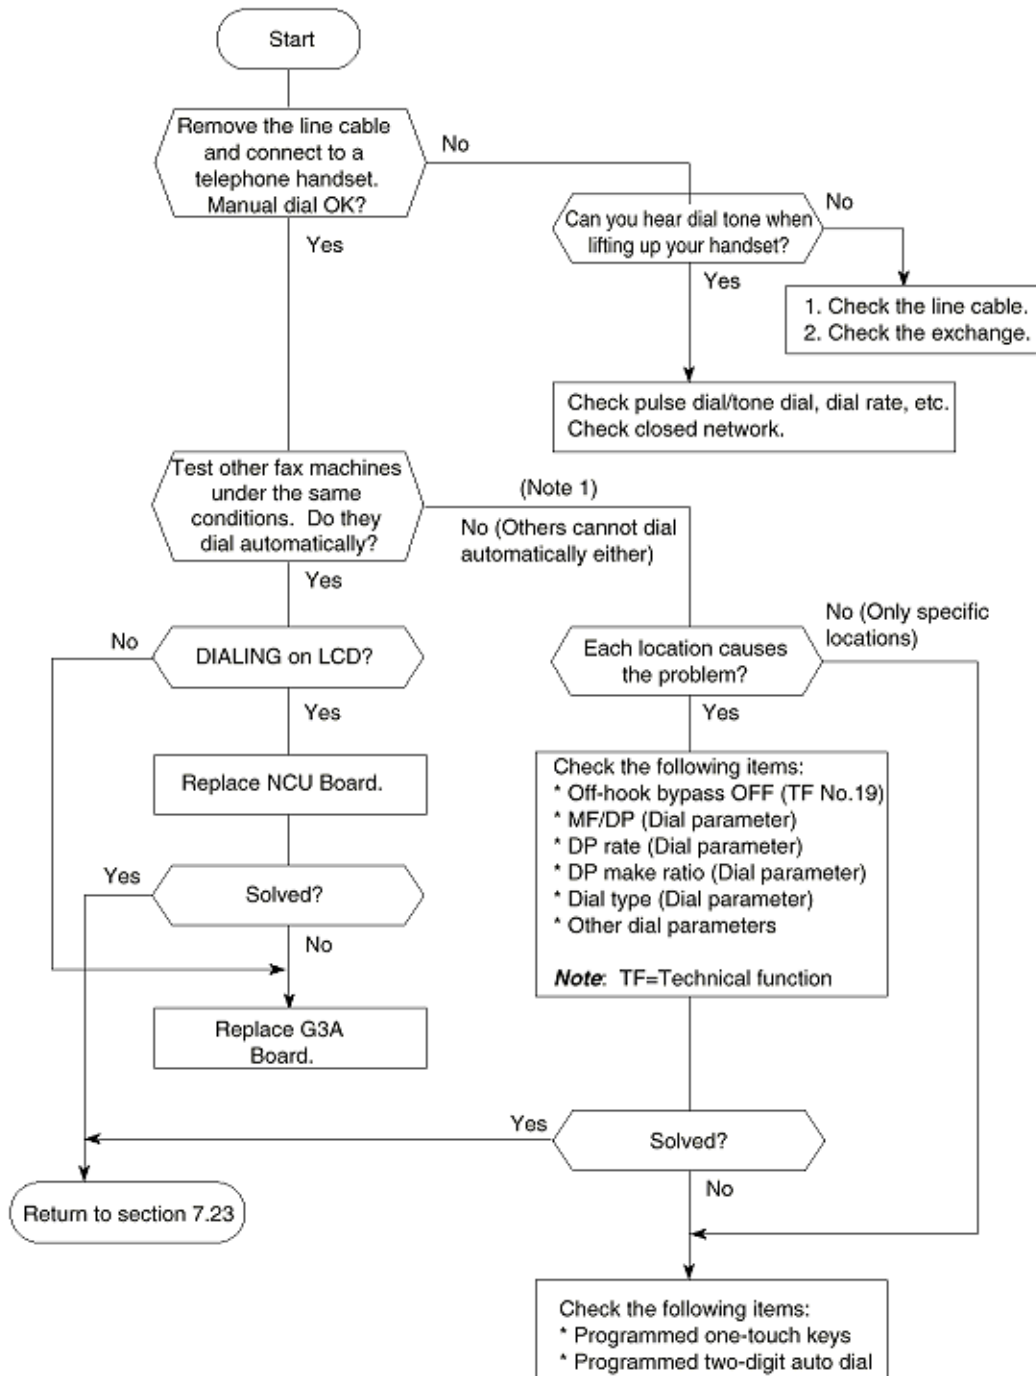 Start
Remove the line cable
and connect to a
telephone handset.
Manual dial OK?
No
Yes
Can you hear dial tone when
lifting up your handset?
No
Yes
1. Check the line cable.
2. Check the exchange.
Check pulse dial/tone dial, dial rate, etc.
Check closed network.
Test other fax machines
under the same
conditions. Do they
dial automatically?
(Note 1)
No (Others cannot dial
automatically either)
Yes
No
DIALING on LCD?
Yes
Each location causes
the problem?
No (Only specific
locations)
Yes
Replace NCU Board.
Check the following items:
* Off-hook bypass OFF (TF No.19)
* MF/DP (Dial parameter)
* DP rate (Dial parameter)
* DP make ratio (Dial parameter)
* Dial type (Dial parameter)
* Other dial parameters
Note: TF=Technical function
Yes
Solved?
No
Replace G3A
Board.
Yes
Solved?
No
Return to section 7.23
Check the following items:
* Programmed one-touch keys
* Programmed two-digit auto dial